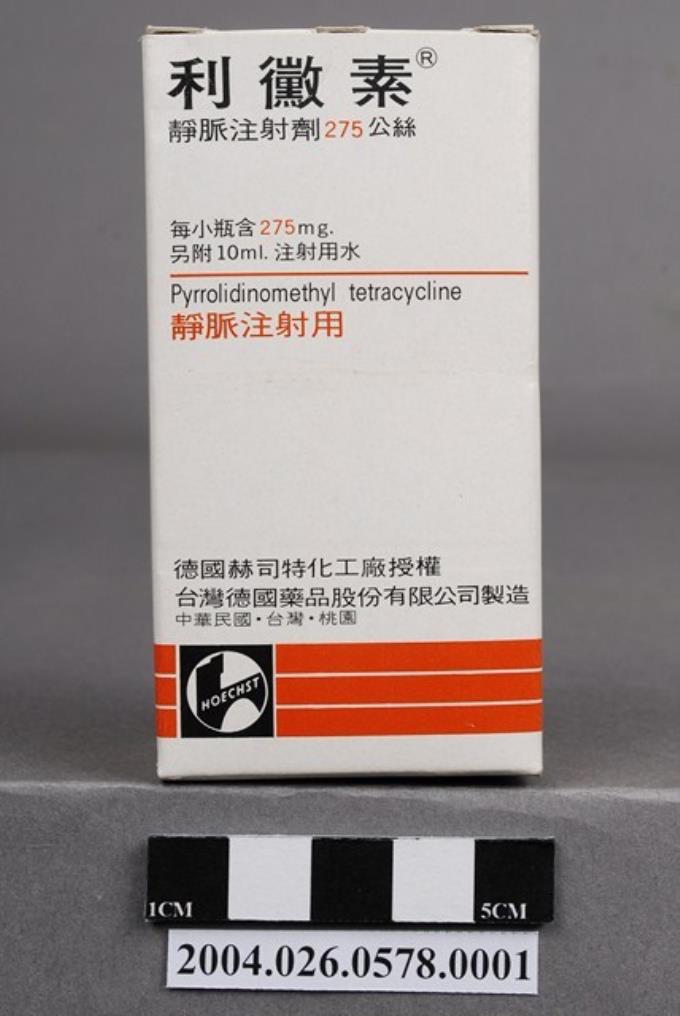 利黴素®
靜脈注射劑275公絲
每小瓶含275mg.
另附10ml. 注射用水
Pyrrolidinomethyl tetracycline
靜脈注射用
德國赫司特化工廠授權
台灣德國藥品股份有限公司製造
中華民國·台灣·桃園
HOECHST
1CM 5CM
2004.026.0578.0001